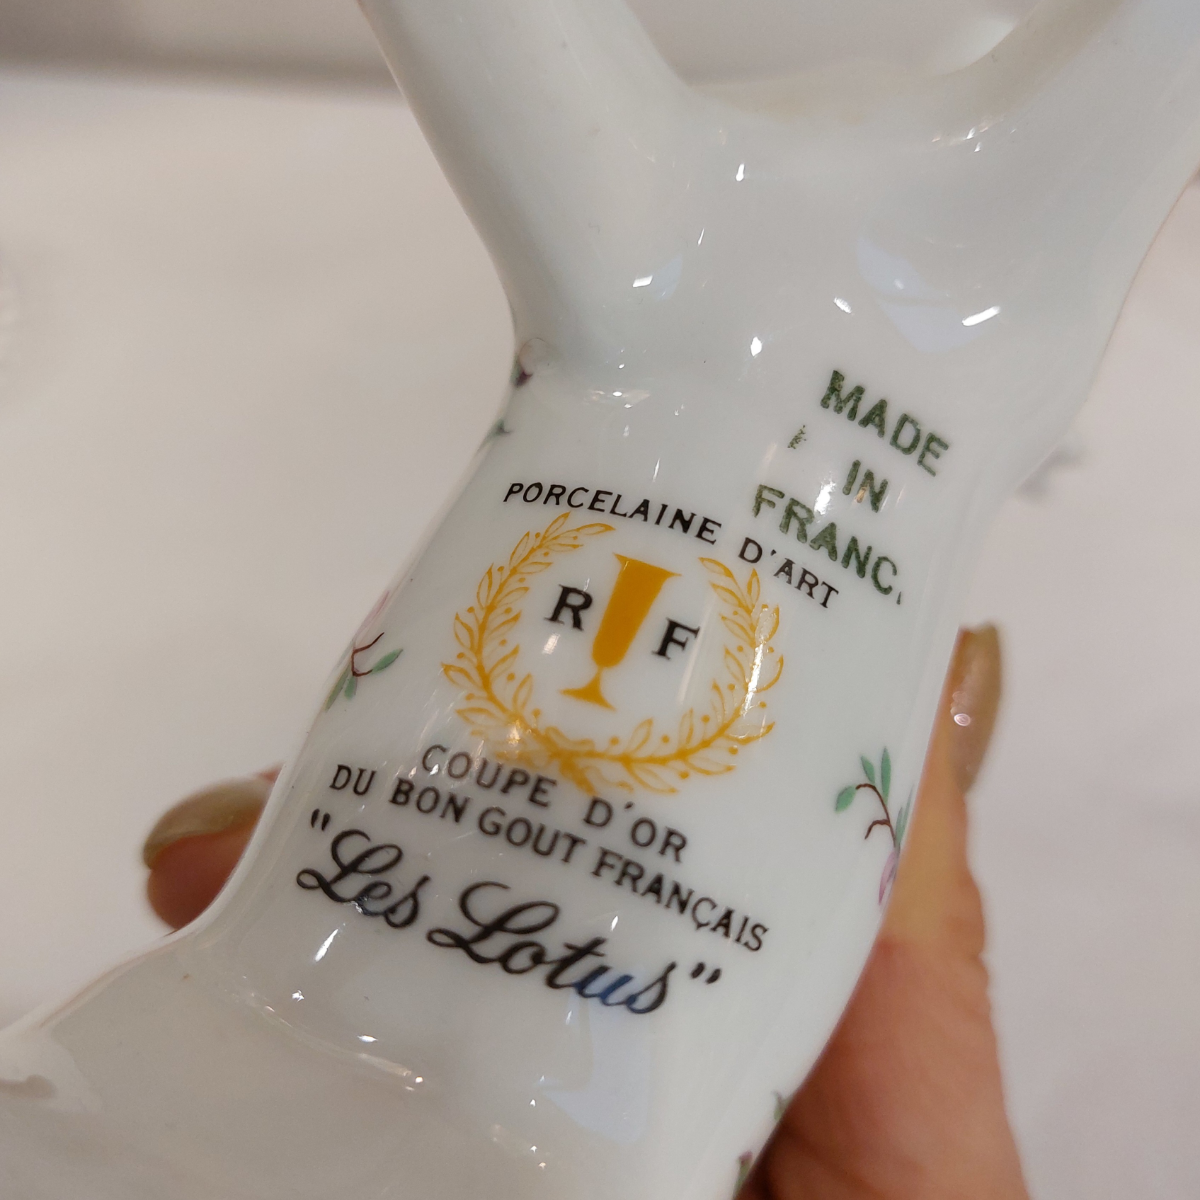 MADE
IN
FRANC
PORCELAINE D'ART
R F
COUPE D'OR
DU BON GOUT FRANÇAIS
"Les Lotus"